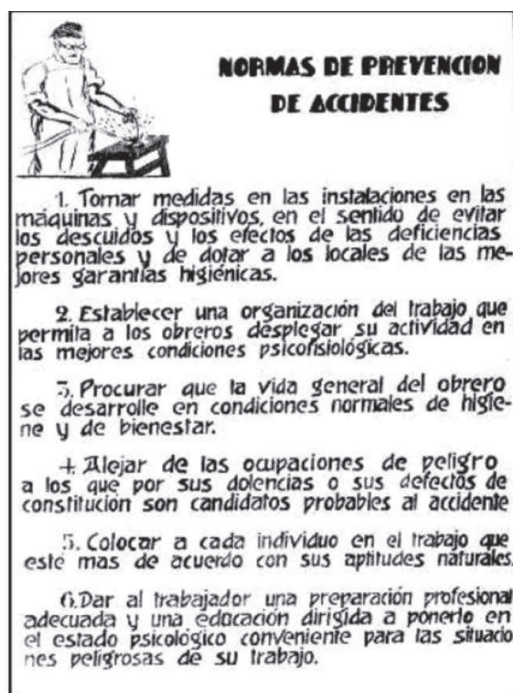 NORMAS DE PREVENCION
DE ACCIDENTES
1. Tomar medidas en las instalaciones en las
máquinas y dispositivos, en el sentido de evitar
los descuidos y los efectos de las deficiencias
personales y de dotar a los locales de las me-
jores garantías higiénicas.
2. Establecer una organización del trabajo que
permita a los obreros desplegar su actividad en
las mejores condiciones psicofisiológicas.
3. Procurar que la vida general del obrero
se desarrolle en condiciones normales de higie-
ne y de bienestar.
4. Alejar de las ocupaciones de peligro
a los que por sus dolencias o sus defectos de
constitución son candidatos probables al accidente
5. Colocar a cada individuo en el trabajo que
esté mas de acuerdo con sus aptitudes naturales.
6. Dar al trabajador una preparación profesional
adecuada y una educación dirigida a ponerlo en
el estado psicológico conveniente para las situacio
nes peligrosas de su trabajo.